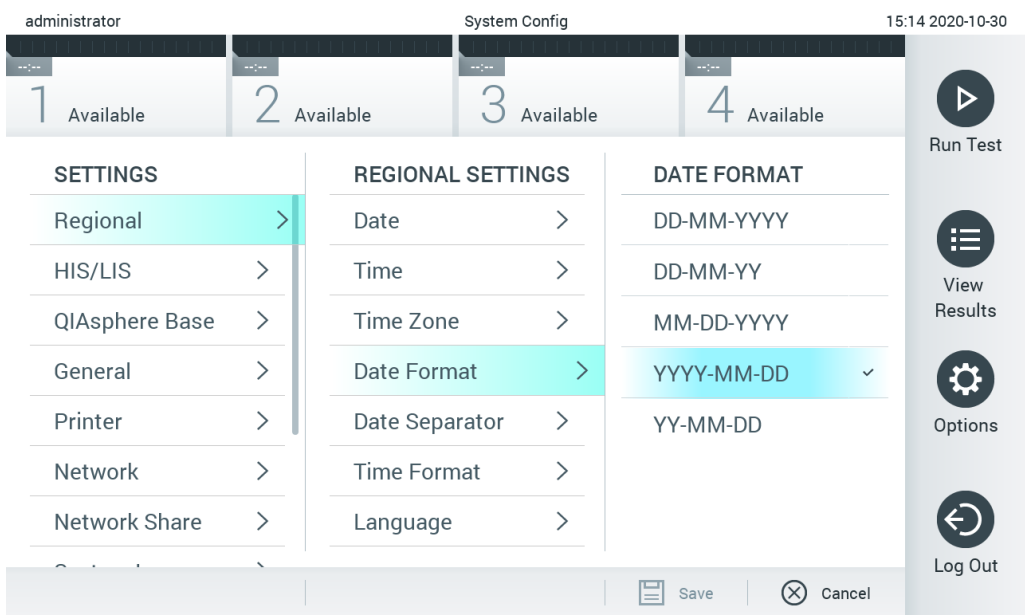 administrator System Config 15:14 2020-10-30
--:-- --:-- --:-- --:--
1 Available 2 Available 3 Available 4 Available
Run Test
View
Results
Options
Log Out
SETTINGS
Regional
HIS/LIS
QIAsphere Base
General
Printer
Network
Network Share
REGIONAL SETTINGS
Date
Time
Time Zone
Date Format
Date Separator
Time Format
Language
DATE FORMAT
DD-MM-YYYY
DD-MM-YY
MM-DD-YYYY
YYYY-MM-DD
YY-MM-DD
Save Cancel